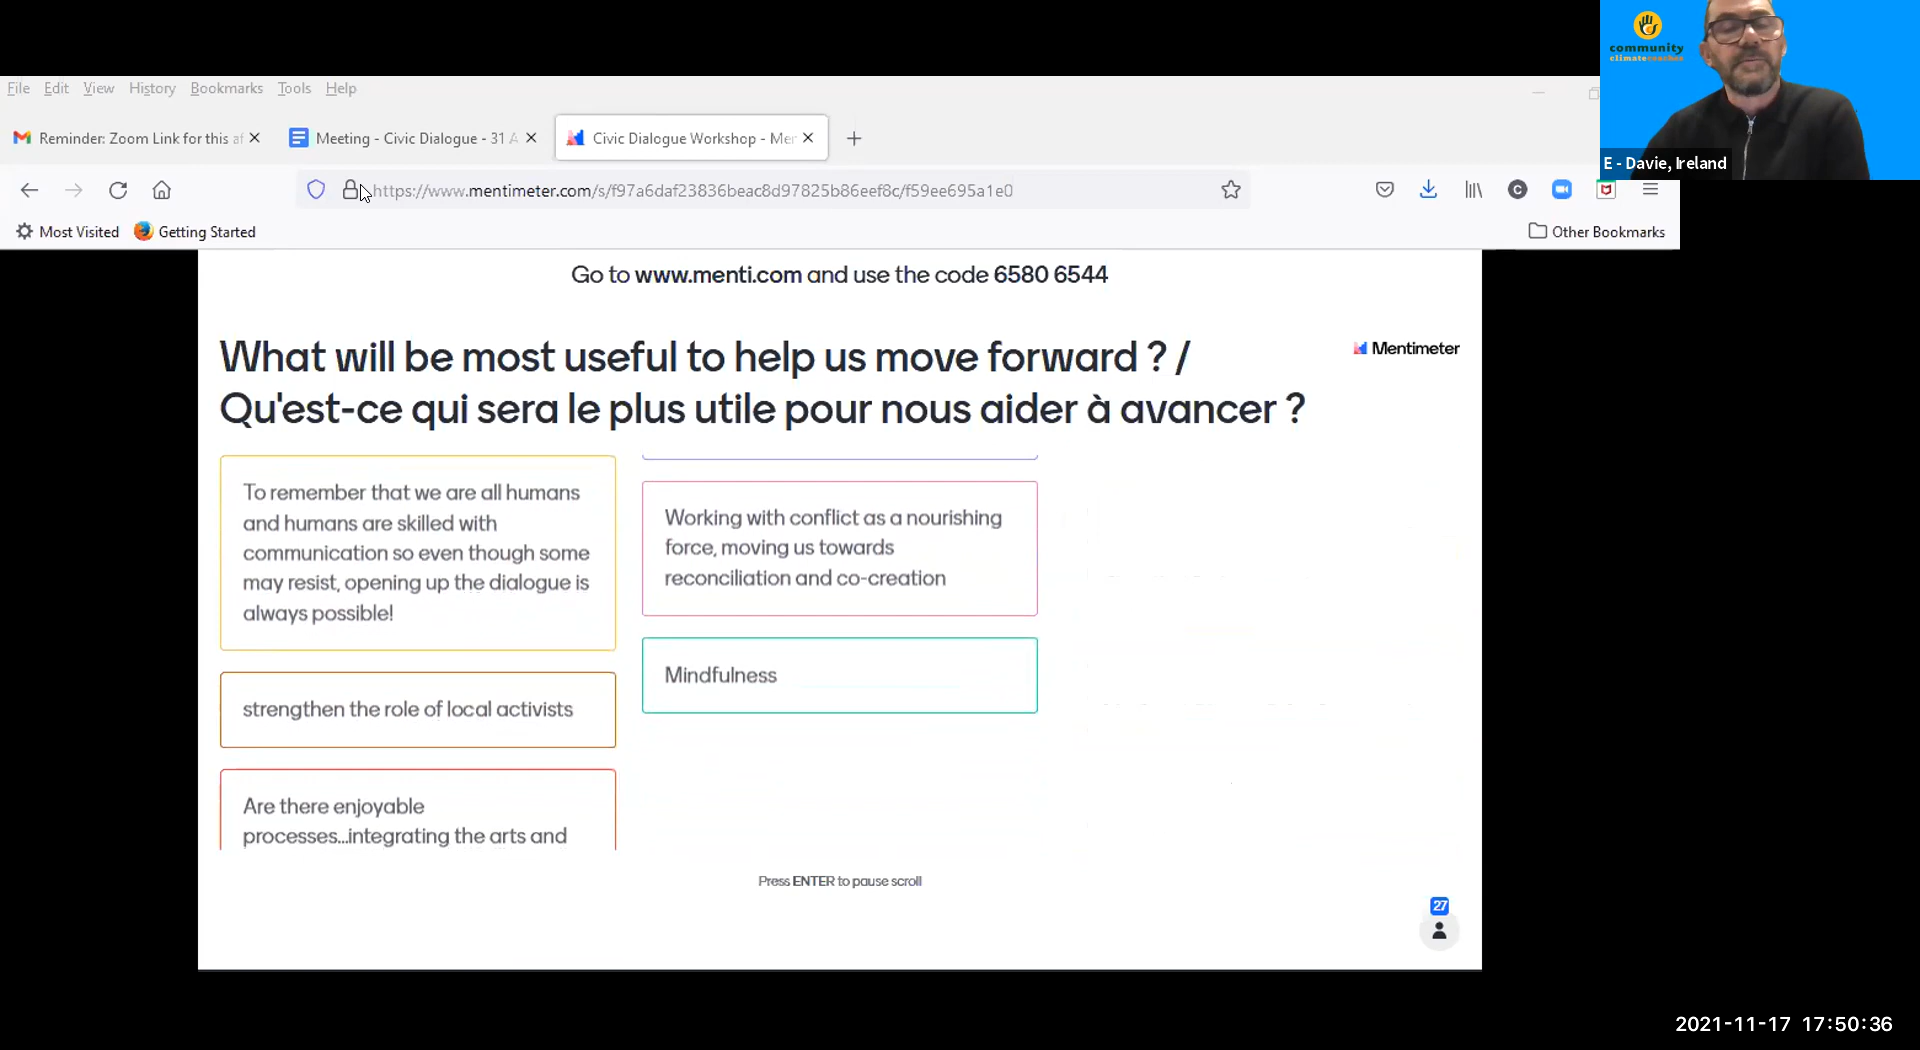 community
climatecoaches
E - Davie, Ireland
File Edit View History Bookmarks Tools Help
Reminder: Zoom Link for this af
Meeting - Civic Dialogue - 31 A
Civic Dialogue Workshop - Men
https://www.mentimeter.com/s/f97a6daf23836beac8d97825b86eef8c/f59ee695a1e0
Most Visited Getting Started Other Bookmarks
Go to www.menti.com and use the code 6580 6544
What will be most useful to help us move forward ? /
Qu'est-ce qui sera le plus utile pour nous aider à avancer ?
Mentimeter
To remember that we are all humans
and humans are skilled with
communication so even though some
may resist, opening up the dialogue is
always possible!
strengthen the role of local activists
Are there enjoyable
processes...integrating the arts and
Working with conflict as a nourishing
force, moving us towards
reconciliation and co-creation
Mindfulness
Press ENTER to pause scroll
27
2021-11-17 17:50:36